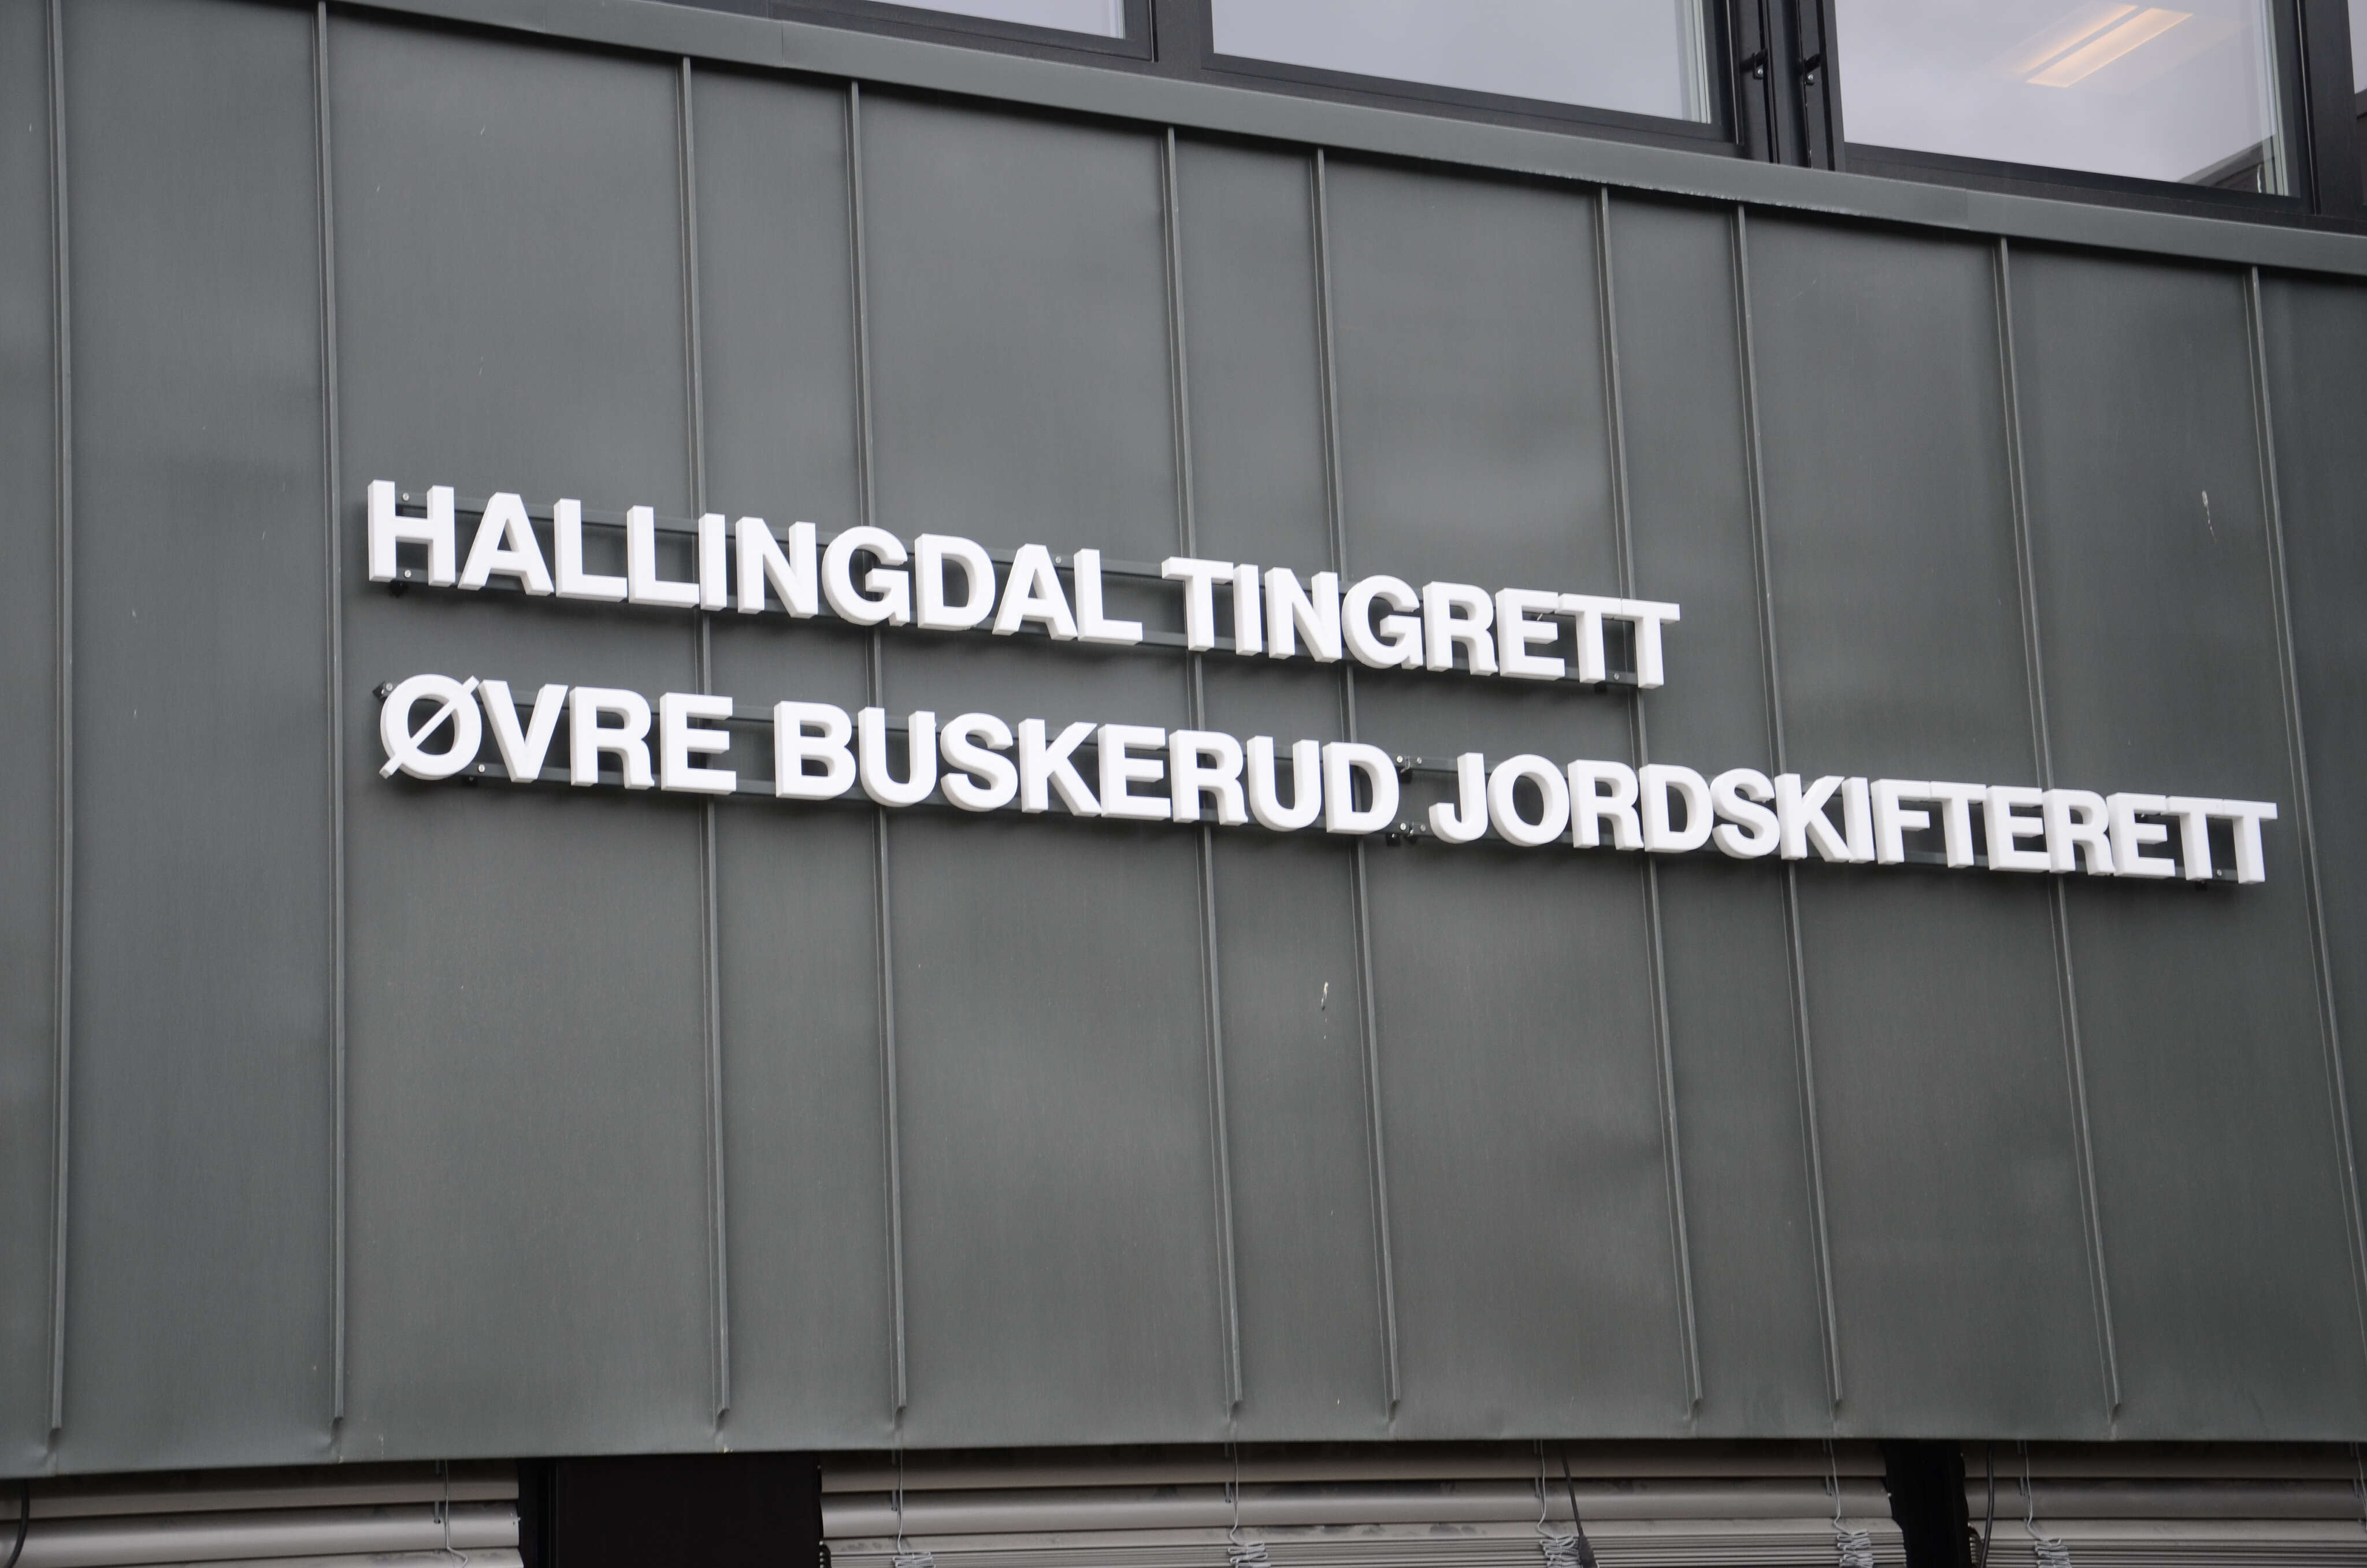 HALLINGDAL TINGRETT
ØVRE BUSKERUD JORDSKIFTERETT